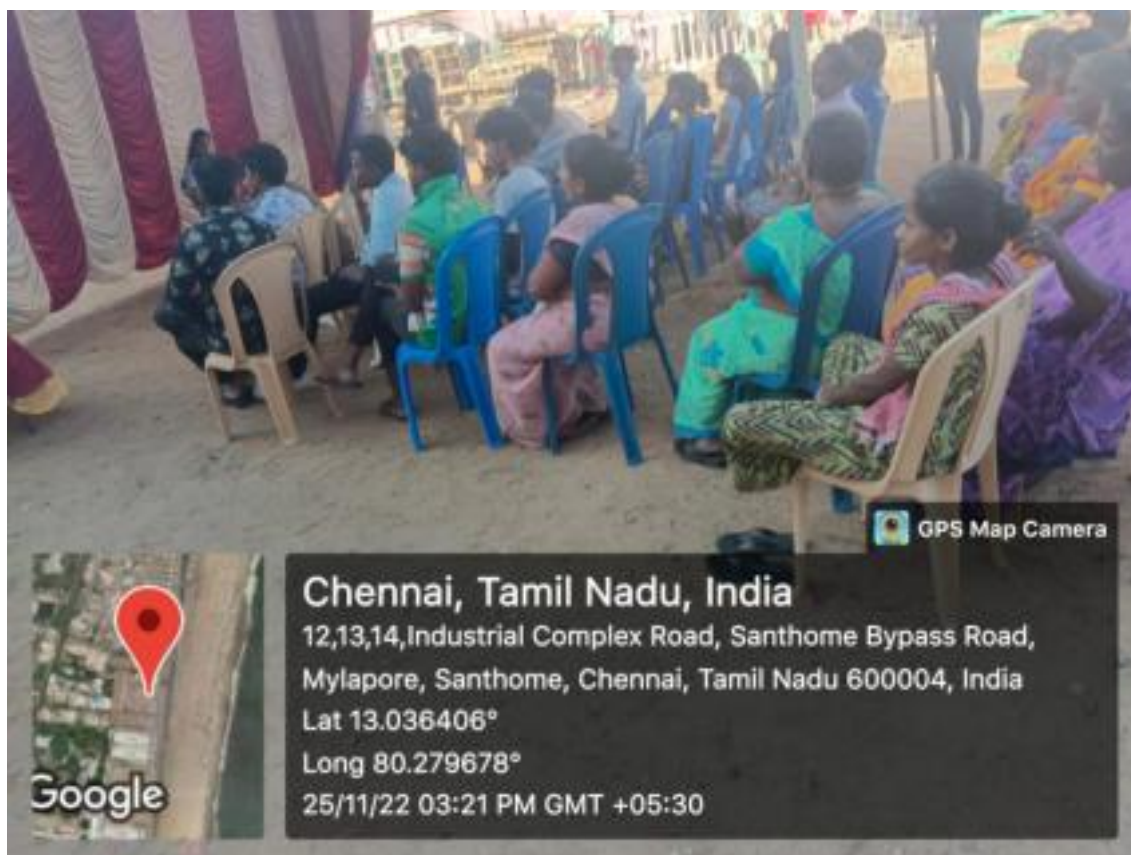 GPS Map Camera
Chennai, Tamil Nadu, India
12,13,14,Industrial Complex Road, Santhome Bypass Road,
Mylapore, Santhome, Chennai, Tamil Nadu 600004, India
Lat 13.036406°
Long 80.279678°
25/11/22 03:21 PM GMT +05:30
Google